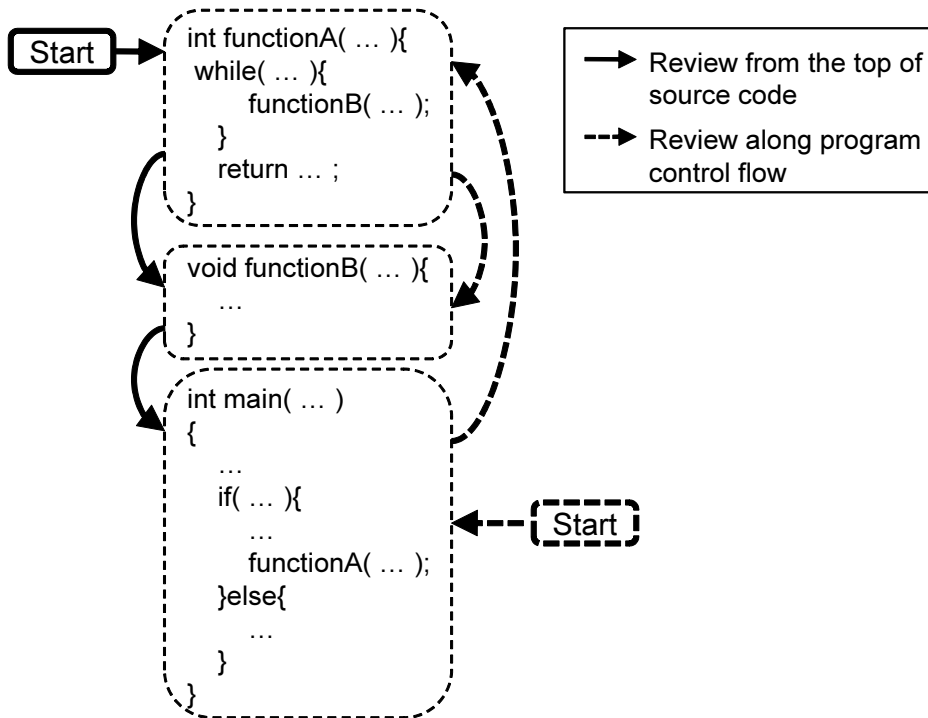 Start
int functionA( … ){
while( … ){
functionB( … );
}
return … ;
}
void functionB( … ){
…
}
int main( … )
{
…
if( … ){
…
functionA( … );
}else{
…
}
}
Start
Review from the top of
source code
Review along program
control flow